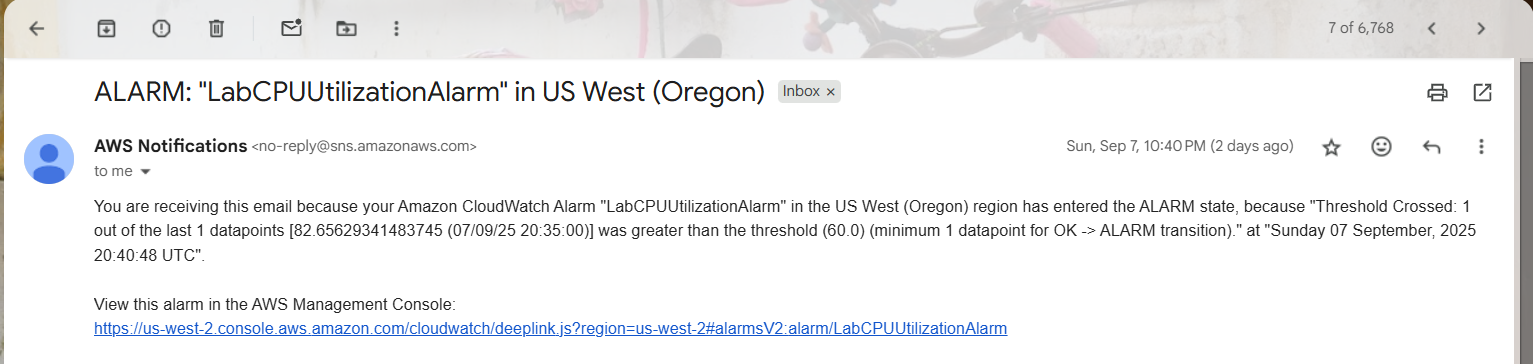 7 of 6,768
ALARM: "LabCPUUtilizationAlarm" in US West (Oregon) Inbox ×
AWS Notifications <no-reply@sns.amazonaws.com> Sun, Sep 7, 10:40 PM (2 days ago)
to me
You are receiving this email because your Amazon CloudWatch Alarm "LabCPUUtilizationAlarm" in the US West (Oregon) region has entered the ALARM state, because "Threshold Crossed: 1
out of the last 1 datapoints [82.65629341483745 (07/09/25 20:35:00)] was greater than the threshold (60.0) (minimum 1 datapoint for OK -> ALARM transition)." at "Sunday 07 September, 2025
20:40:48 UTC".
View this alarm in the AWS Management Console:
https://us-west-2.console.aws.amazon.com/cloudwatch/deeplink.js?region=us-west-2#alarmsV2:alarm/LabCPUUtilizationAlarm